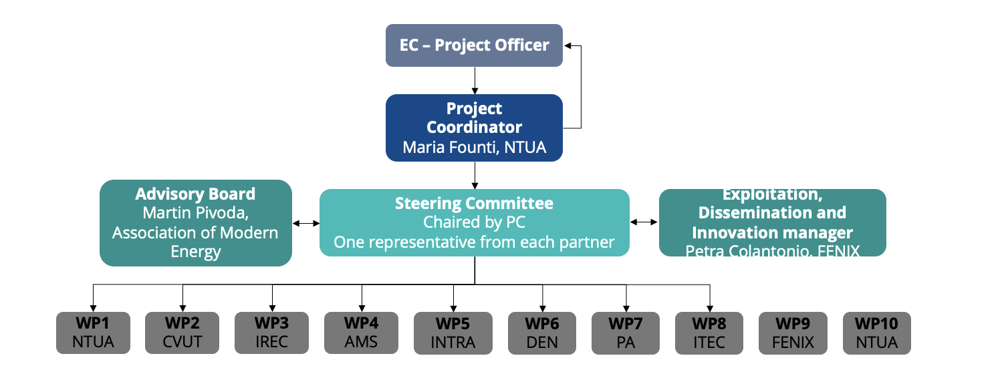 EC – Project Officer
Project
Coordinator
Maria Founti, NTUA
Advisory Board
Martin Pivoda,
Association of Modern
Energy
Steering Committee
Chaired by PC
One representative from each partner
Exploitation,
Dissemination and
Innovation manager
Petra Colantonio, FENIX
WP1
NTUA
WP2
CVUT
WP3
IREC
WP4
AMS
WP5
INTRA
WP6
DEN
WP7
PA
WP8
ITEC
WP9
FENIX
WP10
NTUA